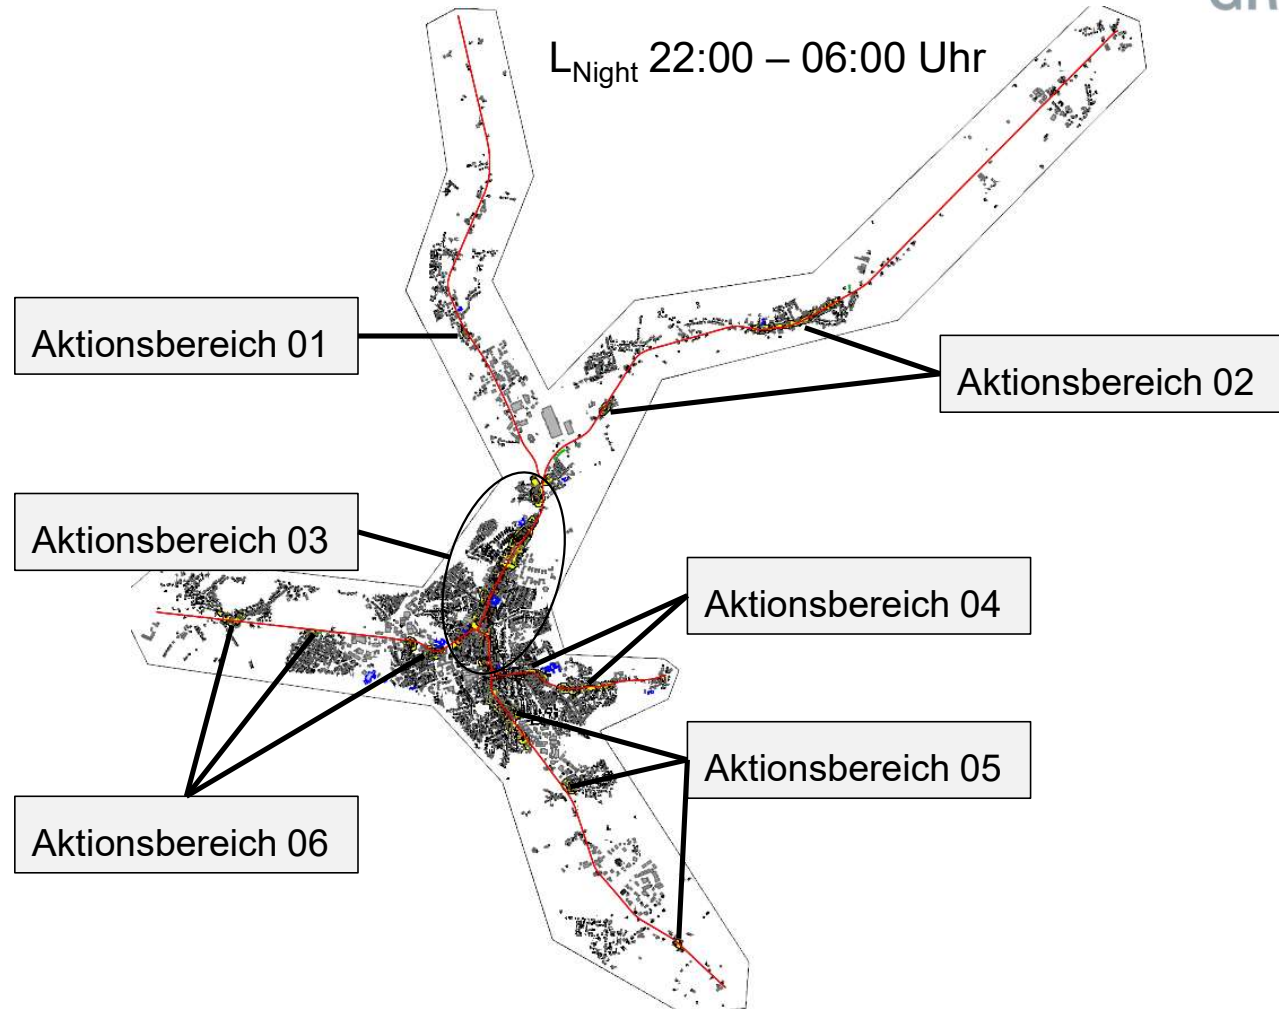 L_Night 22:00 – 06:00 Uhr
Aktionsbereich 01
Aktionsbereich 02
Aktionsbereich 03
Aktionsbereich 04
Aktionsbereich 05
Aktionsbereich 06